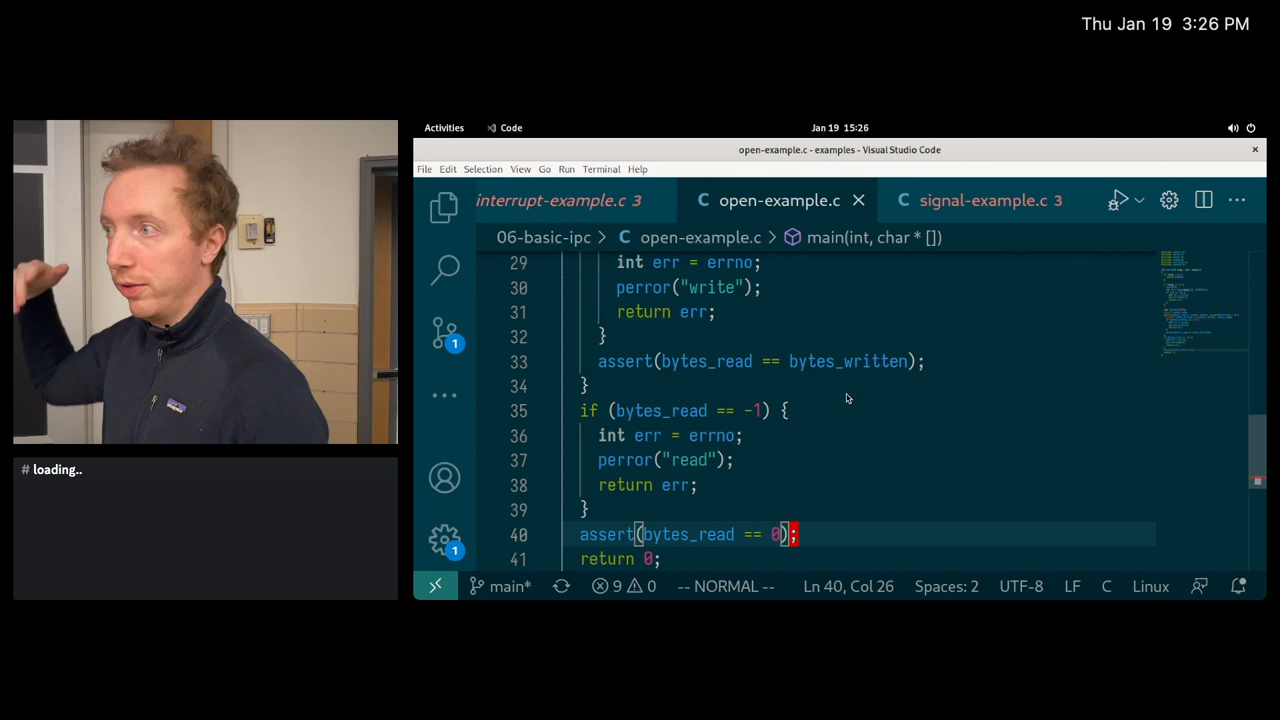 Thu Jan 19 3:26 PM
Activities Code Jan 19 15:26
open-example.c - examples - Visual Studio Code
File Edit Selection View Go Run Terminal Help
interrupt-example.c 3 C open-example.c C signal-example.c 3
06-basic-ipc > C open-example.c > main(int, char * [])
29 int err = errno;
30 perror("write");
31 return err;
32 }
33 assert(bytes_read == bytes_written);
34 }
35 if (bytes_read == -1) {
36 int err = errno;
37 perror("read");
38 return err;
39 }
40 assert(bytes_read == 0);
41 return 0;
1
1
main* 9 0 -- NORMAL -- Ln 40, Col 26 Spaces: 2 UTF-8 LF C Linux
# loading..